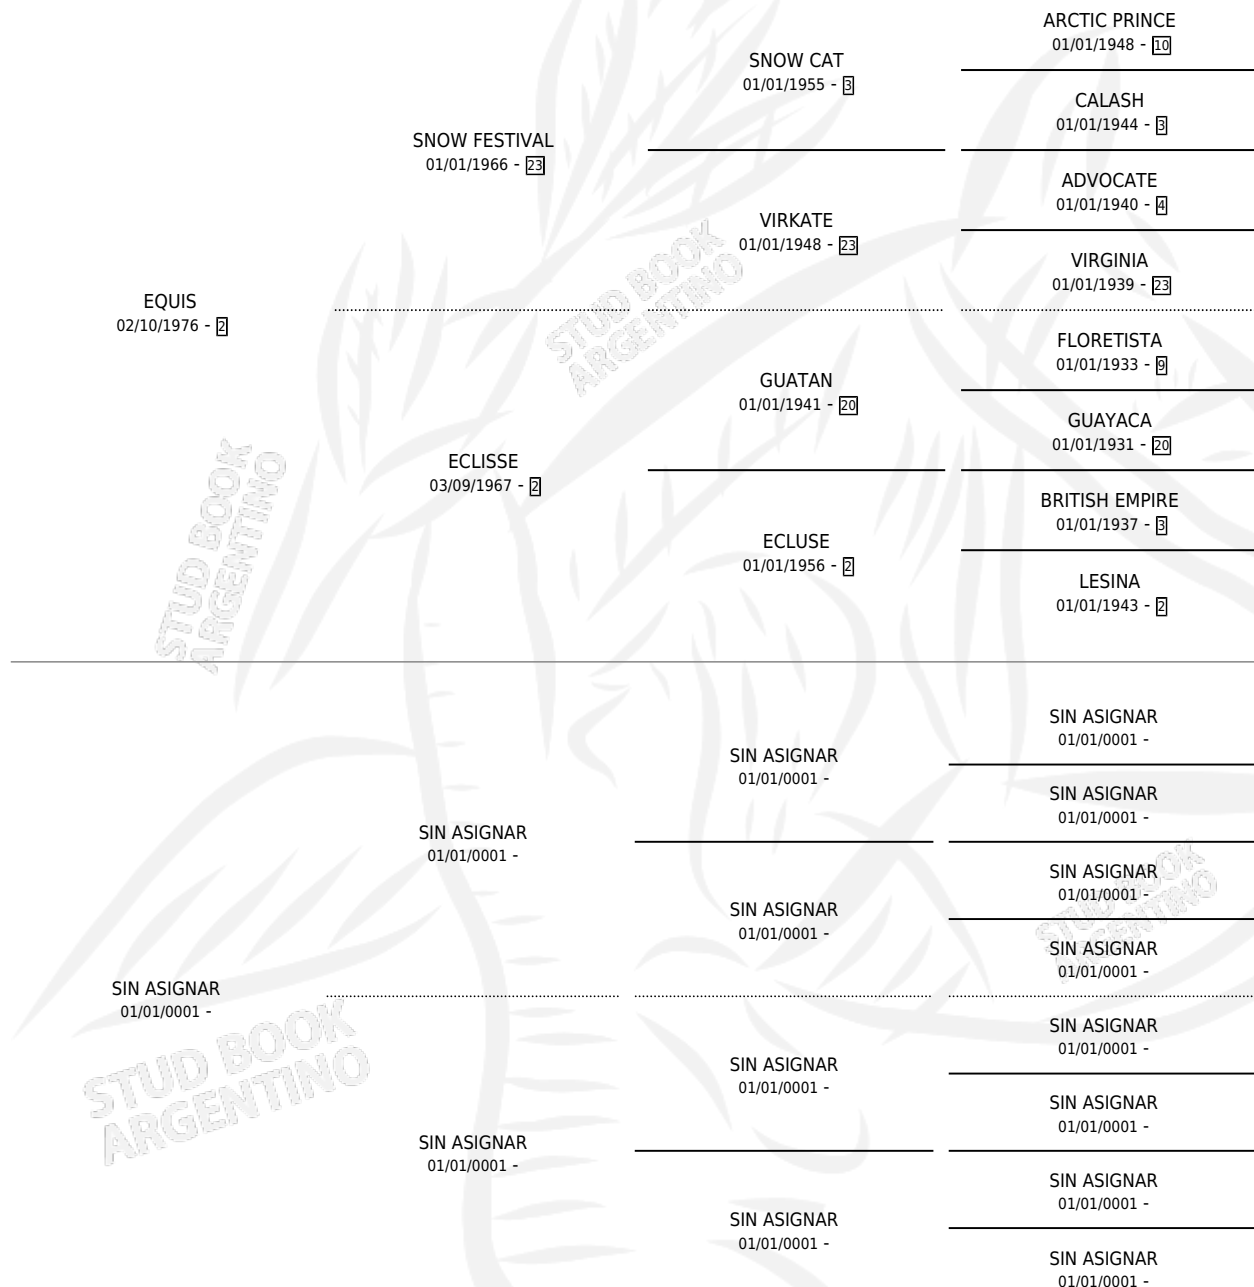 ARCTIC PRINCE
01/01/1948 - 10
SNOW CAT
01/01/1955 - 3
CALASH
01/01/1944 - 3
SNOW FESTIVAL
01/01/1966 - 23
ADVOCATE
01/01/1940 - 4
VIRKATE
01/01/1948 - 23
VIRGINIA
01/01/1939 - 23
EQUIS
02/10/1976 - 2
FLORETISTA
01/01/1933 - 9
GUATAN
01/01/1941 - 20
GUAYACA
01/01/1931 - 20
ECLISSE
03/09/1967 - 2
BRITISH EMPIRE
01/01/1937 - 3
ECLUSE
01/01/1956 - 2
LESINA
01/01/1943 - 2
STUD BOOK
ARGENTINO
STUD BOOK
ARGENTINO
SIN ASIGNAR
01/01/0001 -
SIN ASIGNAR
01/01/0001 -
SIN ASIGNAR
01/01/0001 -
SIN ASIGNAR
01/01/0001 -
SIN ASIGNAR
01/01/0001 -
SIN ASIGNAR
01/01/0001 -
SIN ASIGNAR
01/01/0001 -
SIN ASIGNAR
01/01/0001 -
SIN ASIGNAR
01/01/0001 -
SIN ASIGNAR
01/01/0001 -
SIN ASIGNAR
01/01/0001 -
SIN ASIGNAR
01/01/0001 -
SIN ASIGNAR
01/01/0001 -
SIN ASIGNAR
01/01/0001 -
SIN ASIGNAR
01/01/0001 -
STUD BOOK
ARGENTINO
STUD BOOK
ARGENTINO